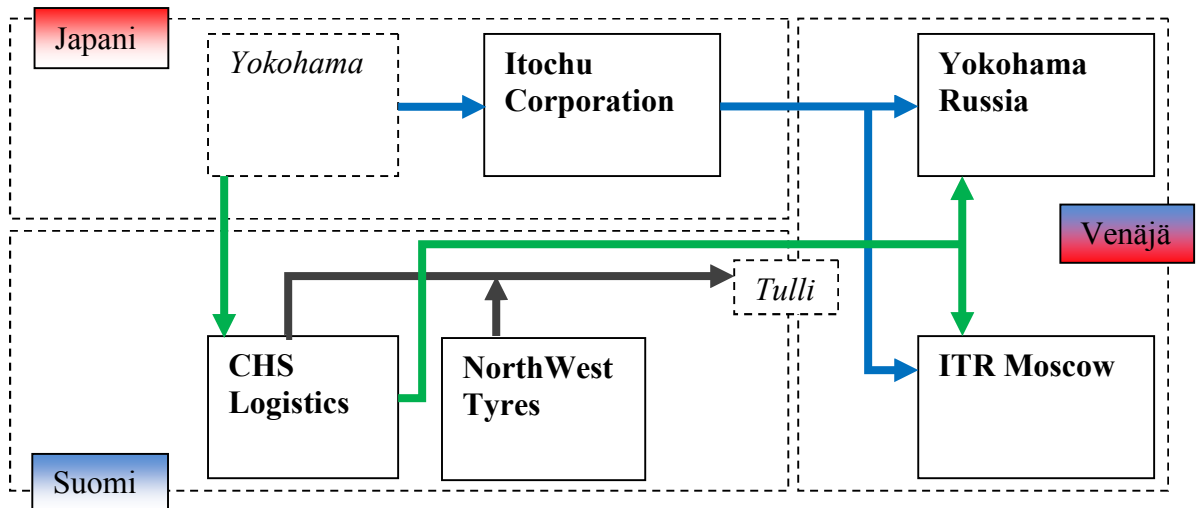 Japani
Yokohama
Itochu
Corporation
Yokohama
Russia
Venäjä
Tulli
CHS
Logistics
NorthWest
Tyres
ITR Moscow
Suomi